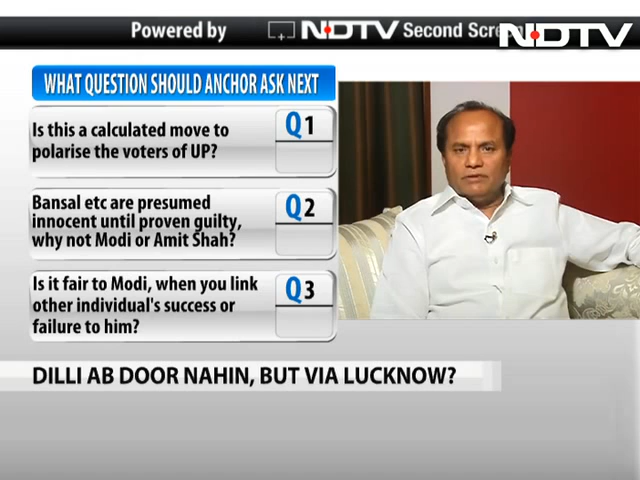 Powered by NDTV Second Screen NDTV
WHAT QUESTION SHOULD ANCHOR ASK NEXT
Is this a calculated move to
polarise the voters of UP?
Q1
Bansal etc are presumed
innocent until proven guilty,
why not Modi or Amit Shah?
Q2
Is it fair to Modi, when you link
other individual's success or
failure to him?
Q3
DILLI AB DOOR NAHIN, BUT VIA LUCKNOW?